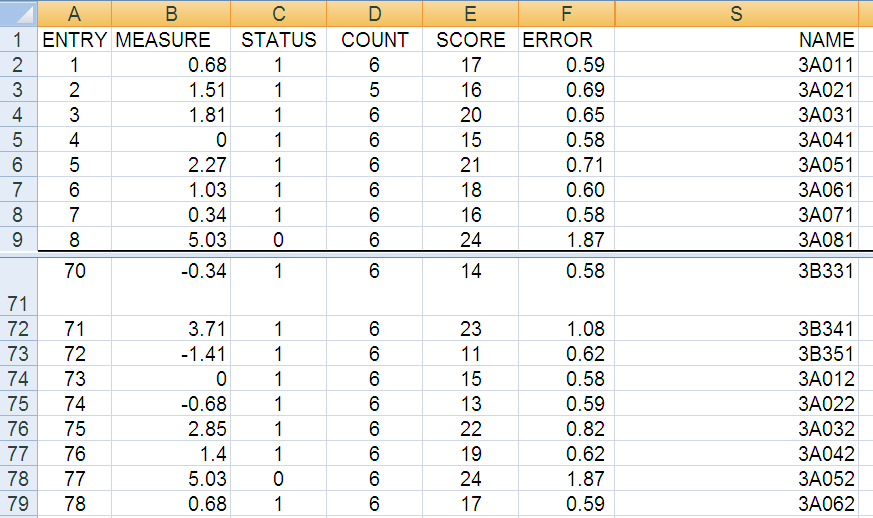 A B C D E F S
1 ENTRY MEASURE STATUS COUNT SCORE ERROR NAME
2 1 0.68 1 6 17 0.59 3A011
3 2 1.51 1 5 16 0.69 3A021
4 3 1.81 1 6 20 0.65 3A031
5 4 0 1 6 15 0.58 3A041
6 5 2.27 1 6 21 0.71 3A051
7 6 1.03 1 6 18 0.60 3A061
8 7 0.34 1 6 16 0.58 3A071
9 8 5.03 0 6 24 1.87 3A081
71 70 -0.34 1 6 14 0.58 3B331
72 71 3.71 1 6 23 1.08 3B341
73 72 -1.41 1 6 11 0.62 3B351
74 73 0 1 6 15 0.58 3A012
75 74 -0.68 1 6 13 0.59 3A022
76 75 2.85 1 6 22 0.82 3A032
77 76 1.4 1 6 19 0.62 3A042
78 77 5.03 0 6 24 1.87 3A052
79 78 0.68 1 6 17 0.59 3A062